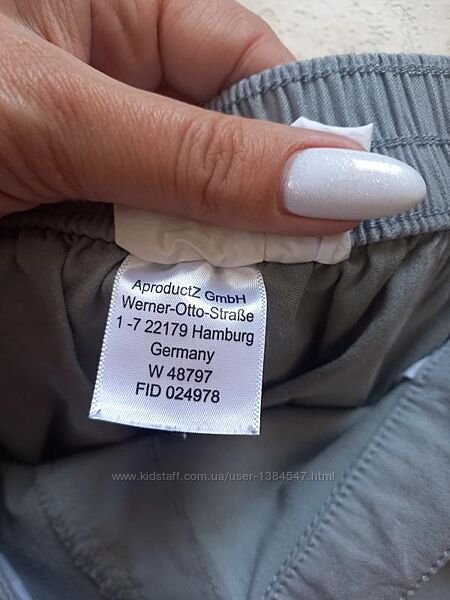 AproductZ GmbH
Werner-Otto-Straße
1 -7 22179 Hamburg
Germany
W 48797
FID 024978
www.kidstaff.com.ua/user-1384547.html